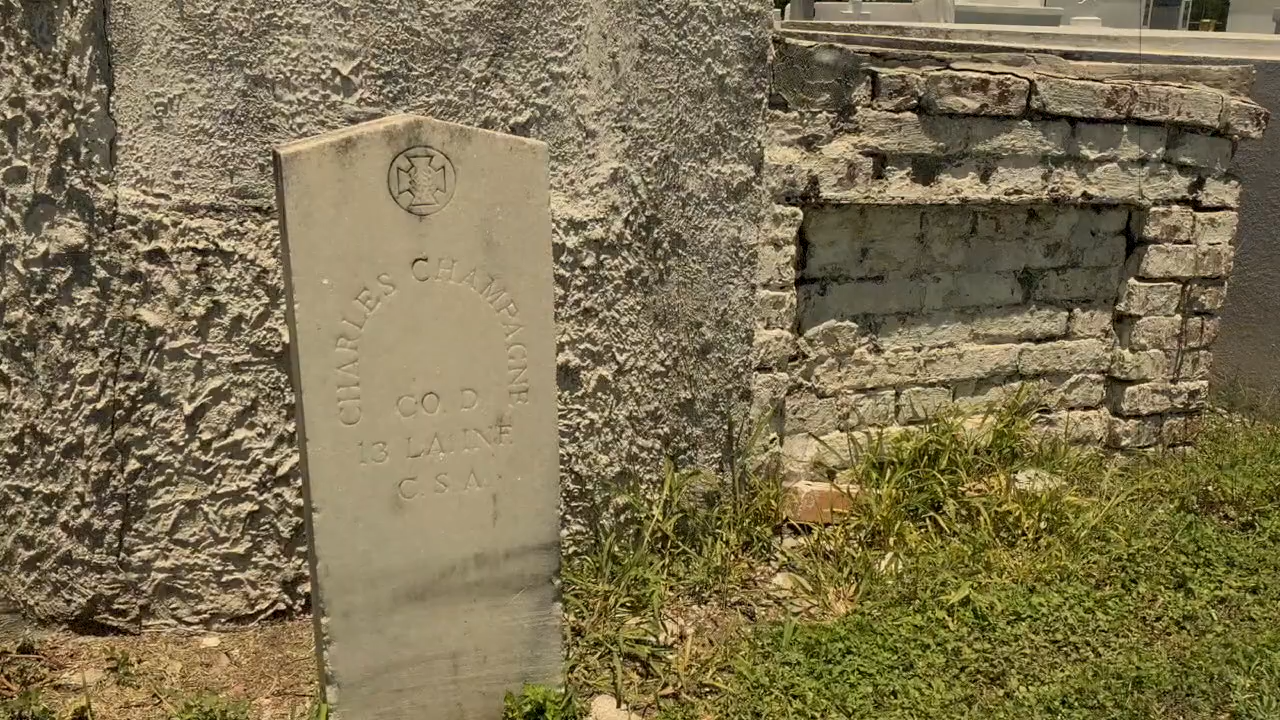 CHARLES CHAMPAGNE
CO. D.
13 LA. INF.
C. S. A.